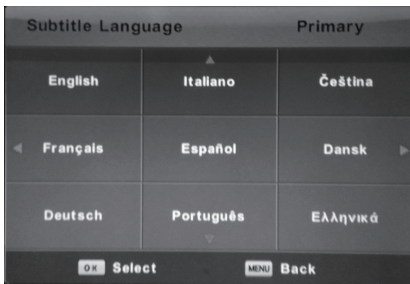 Subtitle Language Primary
English Italiano Čeština
Français Español Dansk
Deutsch Português Ελληνικά
OK Select MENU Back